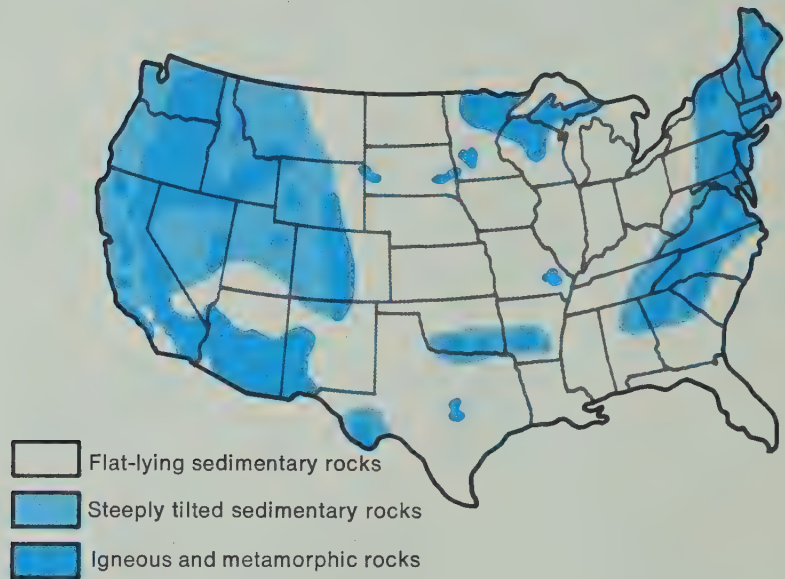 Flat-lying sedimentary rocks
Steeply tilted sedimentary rocks
Igneous and metamorphic rocks